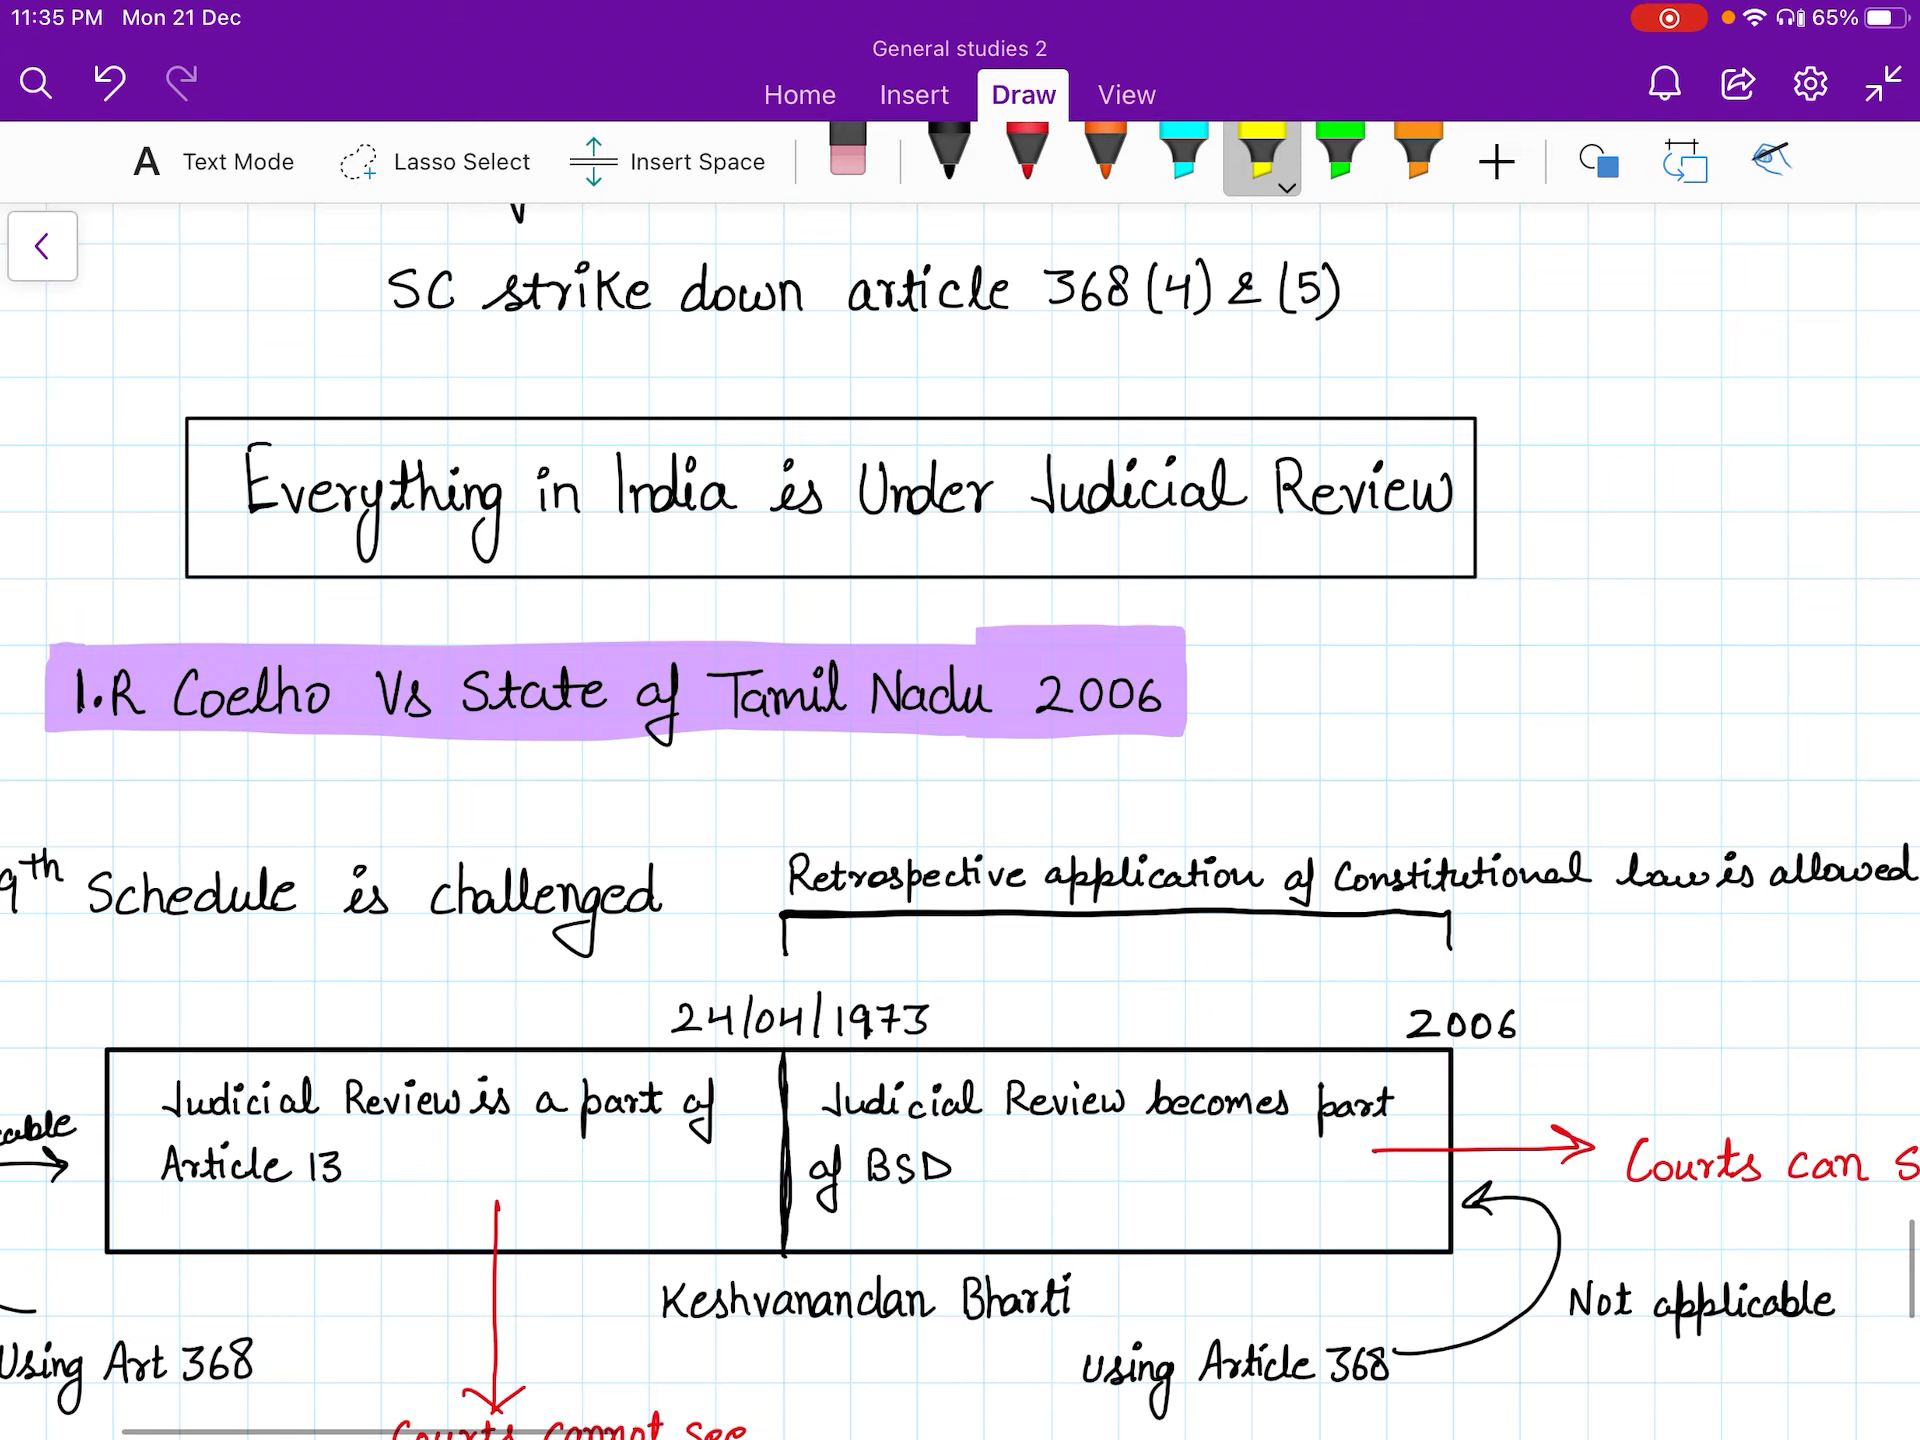 11:35 PM Mon 21 Dec
65%
General studies 2
Home Insert Draw View
A Text Mode Lasso Select Insert Space
SC strike down article 368 (4) & (5)
Everything in India is Under Judicial Review
I.R Coelho Vs State of Tamil Nadu 2006
9th Schedule is challenged
Retrospective application of Constitutional law is allowed
24/04/1973
2006
cable
Judicial Review is a part of
Article 13
Judicial Review becomes part
of BSD
Courts can s
Keshvanandan Bharti
Not applicable
Using Art 368
using Article 368
Courts cannot see